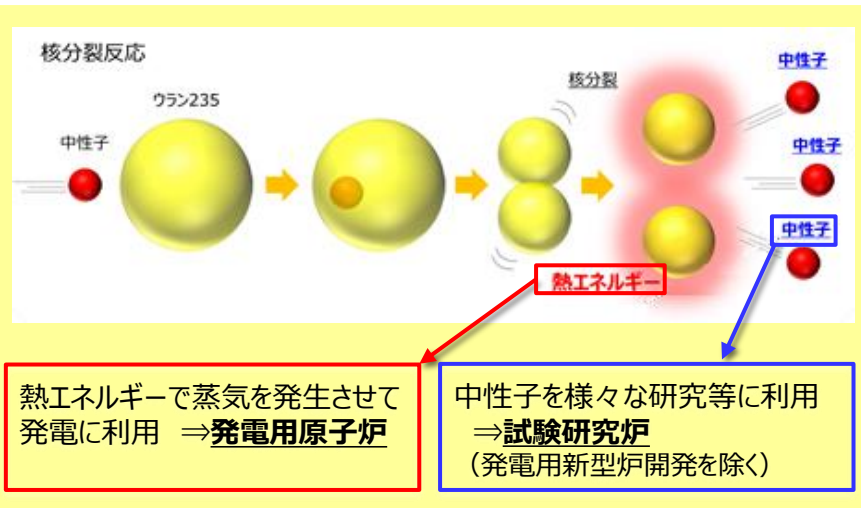 核分裂反応
ウラン235
中性子
核分裂
中性子
中性子
中性子
熱エネルギー
熱エネルギーで蒸気を発生させて
発電に利用 ⇒発電用原子炉
中性子を様々な研究等に利用
⇒試験研究炉
（発電用新型炉開発を除く）